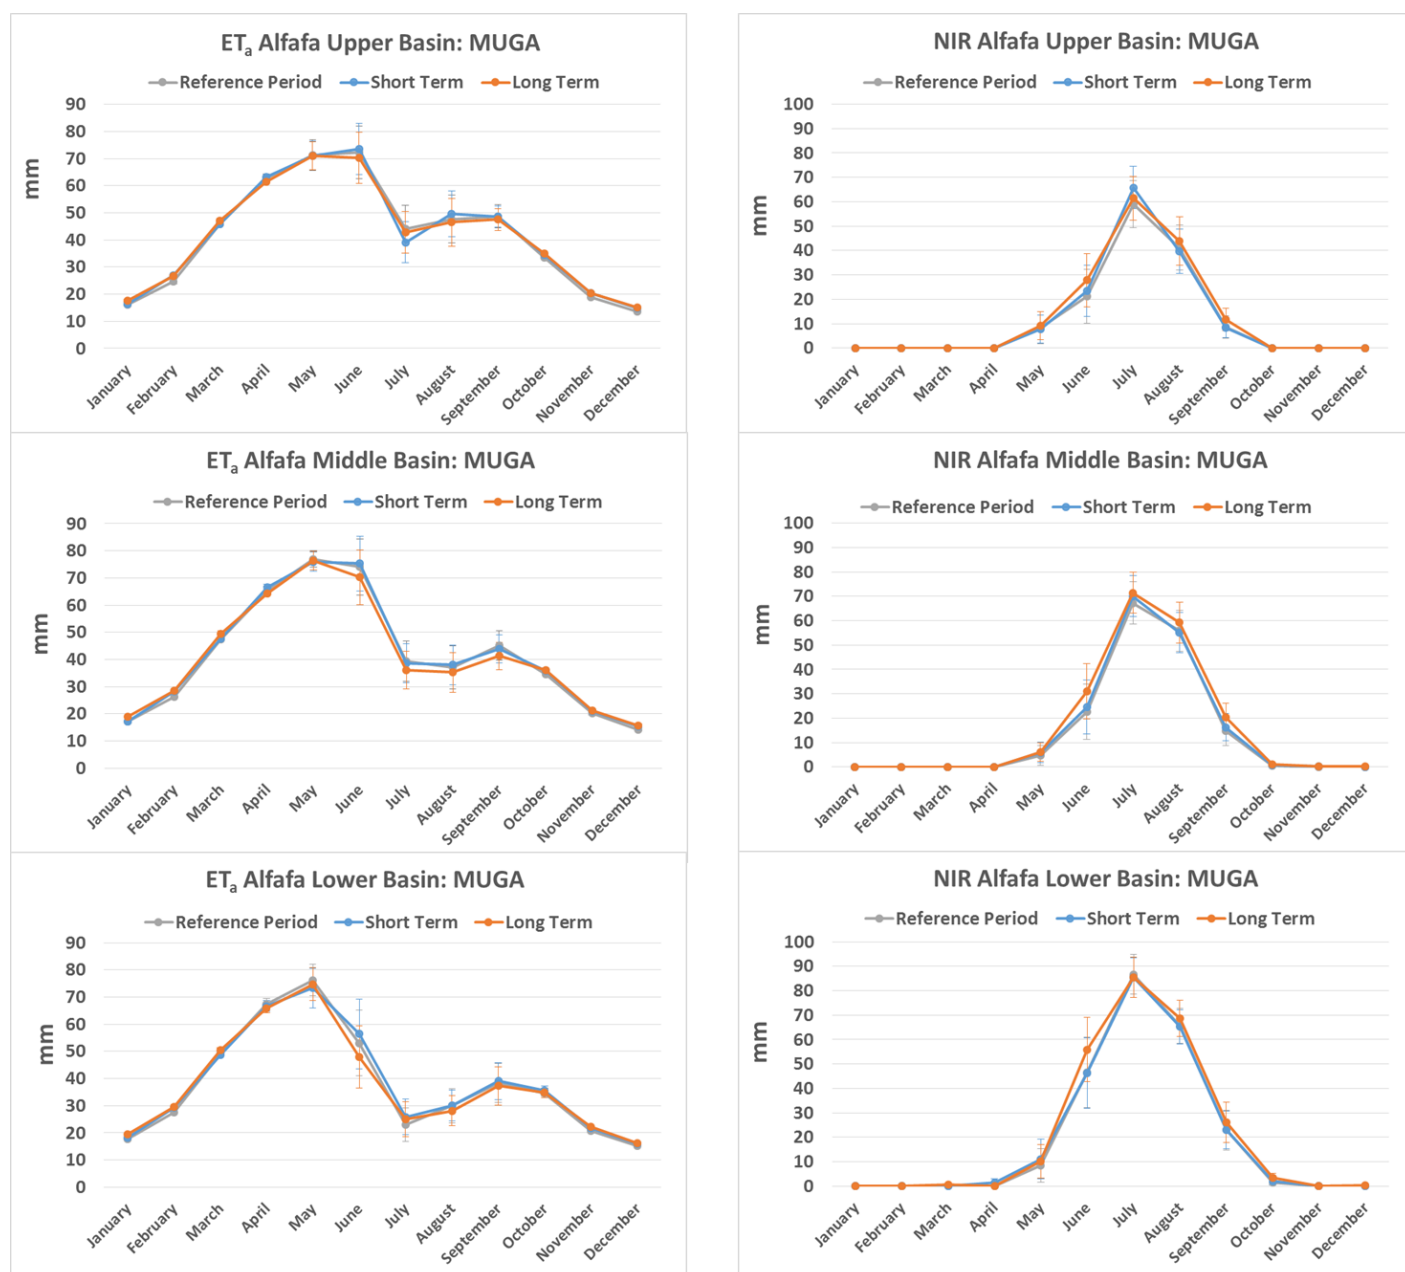 ETa Alfafa Upper Basin: MUGA
Reference Period Short Term Long Term
90
80
70
60
50
40
30
20
10
0
mm
January February March April May June July August September October November December
NIR Alfafa Upper Basin: MUGA
Reference Period Short Term Long Term
100
90
80
70
60
50
40
30
20
10
0
mm
January February March April May June July August September October November December
ETa Alfafa Middle Basin: MUGA
Reference Period Short Term Long Term
90
80
70
60
50
40
30
20
10
0
mm
January February March April May June July August September October November December
NIR Alfafa Middle Basin: MUGA
Reference Period Short Term Long Term
100
90
80
70
60
50
40
30
20
10
0
mm
January February March April May June July August September October November December
ETa Alfafa Lower Basin: MUGA
Reference Period Short Term Long Term
90
80
70
60
50
40
30
20
10
0
mm
January February March April May June July August September October November December
NIR Alfafa Lower Basin: MUGA
Reference Period Short Term Long Term
100
90
80
70
60
50
40
30
20
10
0
mm
January February March April May June July August September October November December